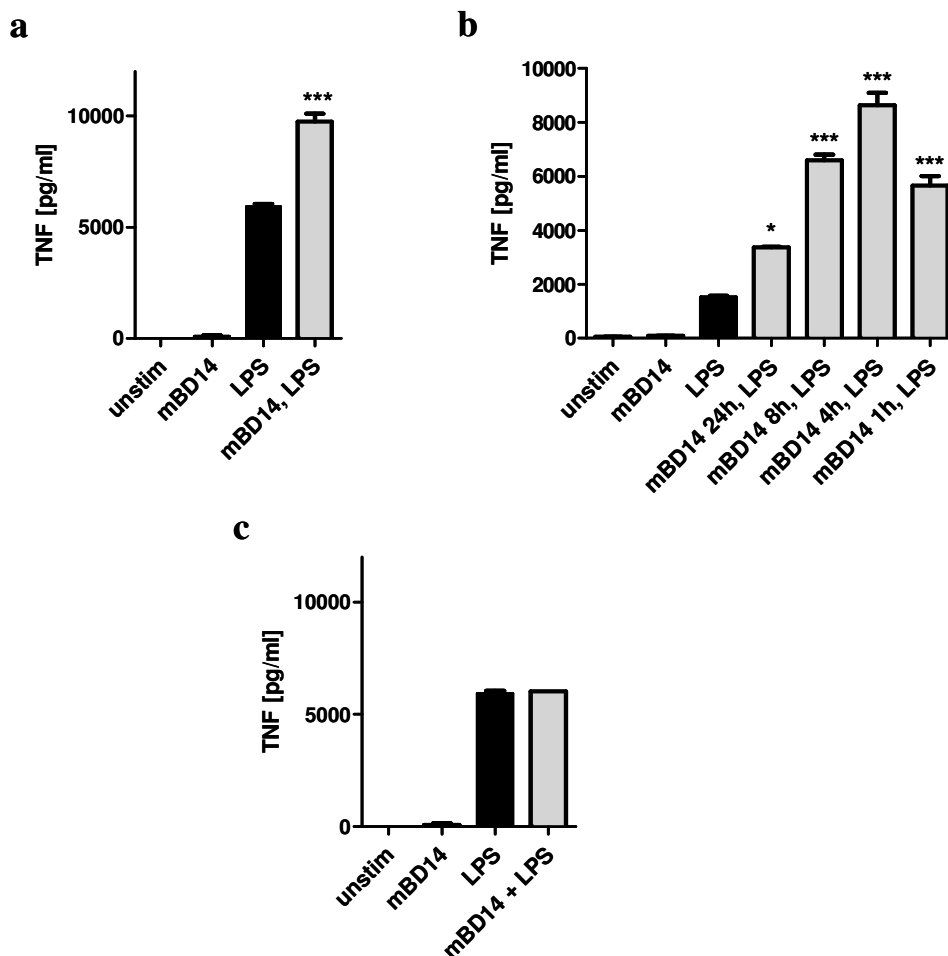 a
TNF [pg/ml]
10000
5000
0
***
unstim
mBD14
LPS
mBD14, LPS
b
TNF [pg/ml]
10000
8000
6000
4000
2000
0
*
***
***
***
unstim
mBD14
LPS
mBD14 24h, LPS
mBD14 8h, LPS
mBD14 4h, LPS
mBD14 1h, LPS
c
TNF [pg/ml]
10000
5000
0
unstim
mBD14
LPS
mBD14 + LPS